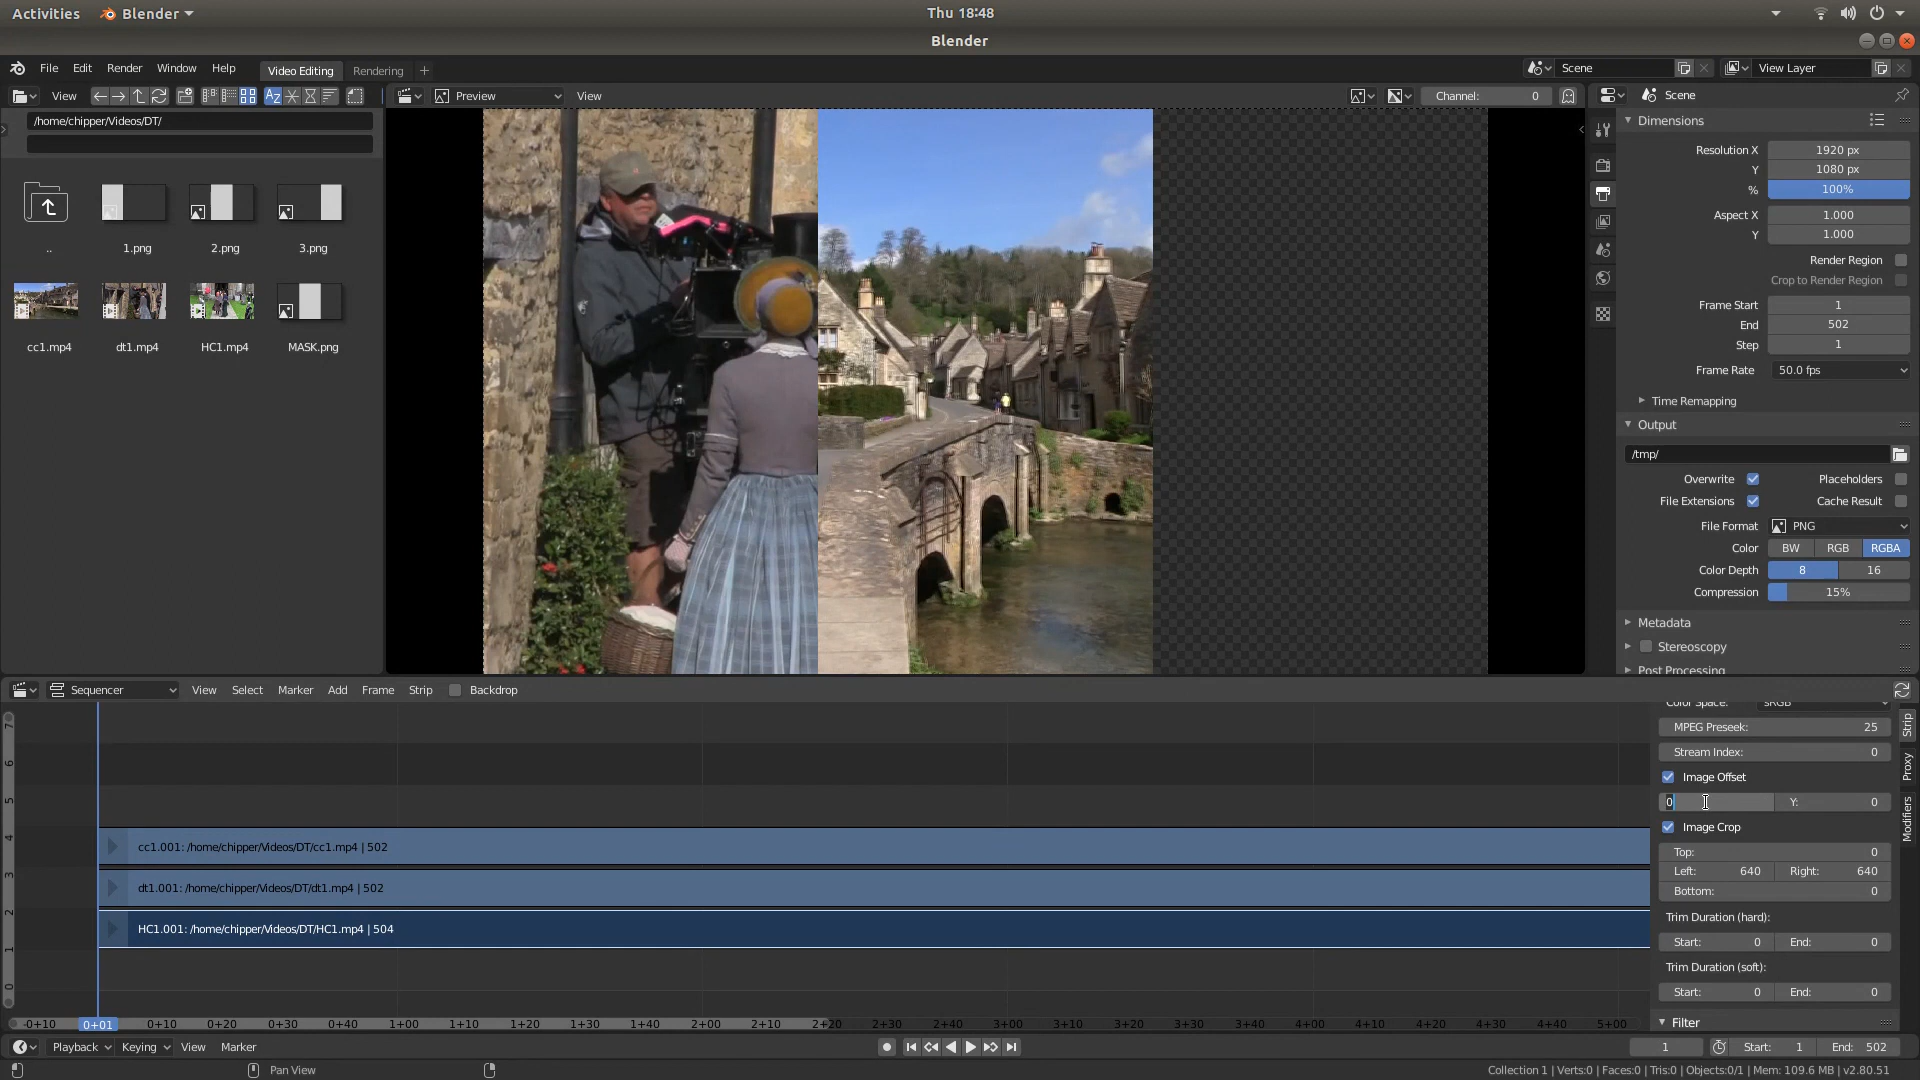 Activities Blender Thu 18:48
Blender
File Edit Render Window Help Video Editing Rendering + Scene View Layer
View Preview View Channel: 0 Scene
/home/chipper/Videos/DT/
.. 1.png 2.png 3.png
cc1.mp4 dt1.mp4 HC1.mp4 MASK.png
Dimensions
Resolution X 1920 px
Y 1080 px
% 100%
Aspect X 1.000
Y 1.000
Render Region
Crop to Render Region
Frame Start 1
End 502
Step 1
Frame Rate 50.0 fps
Time Remapping
Output
/tmp/
Overwrite Placeholders
File Extensions Cache Result
File Format PNG
Color BW RGB RGBA
Color Depth 8 16
Compression 15%
Metadata
Stereoscopy
Post Processing
Sequencer View Select Marker Add Frame Strip Backdrop
7
6
5
4
3
2
1
0
cc1.001: /home/chipper/Videos/DT/cc1.mp4 | 502
dt1.001: /home/chipper/Videos/DT/dt1.mp4 | 502
HC1.001: /home/chipper/Videos/DT/HC1.mp4 | 504
Color Space: sRGB
MPEG Preseek: 25
Stream Index: 0
Image Offset
0 Y: 0
Image Crop
Top: 0
Left: 640 Right: 640
Bottom: 0
Trim Duration (hard):
Start: 0 End: 0
Trim Duration (soft):
Start: 0 End: 0
Filter
Strip
Proxy
Modifiers
-0+10 0+01 0+10 0+20 0+30 0+40 1+00 1+10 1+20 1+30 1+40 2+00 2+10 2+20 2+30 2+40 3+00 3+10 3+20 3+30 3+40 4+00 4+10 4+20 4+30 4+40 5+00
Playback Keying View Marker 1 Start: 1 End: 502
Pan View Collection 1 | Verts:0 | Faces:0 | Tris:0 | Objects:0/1 | Mem: 109.6 MB | v2.80.51